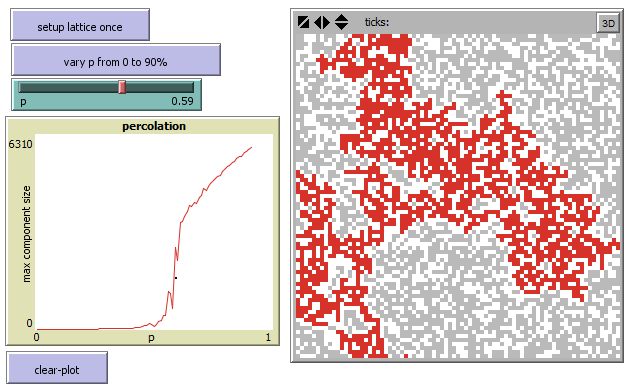 setup lattice once
vary p from 0 to 90%
p 0.59
percolation
6310
max component size
0
0 p 1
clear-plot
ticks:
3D